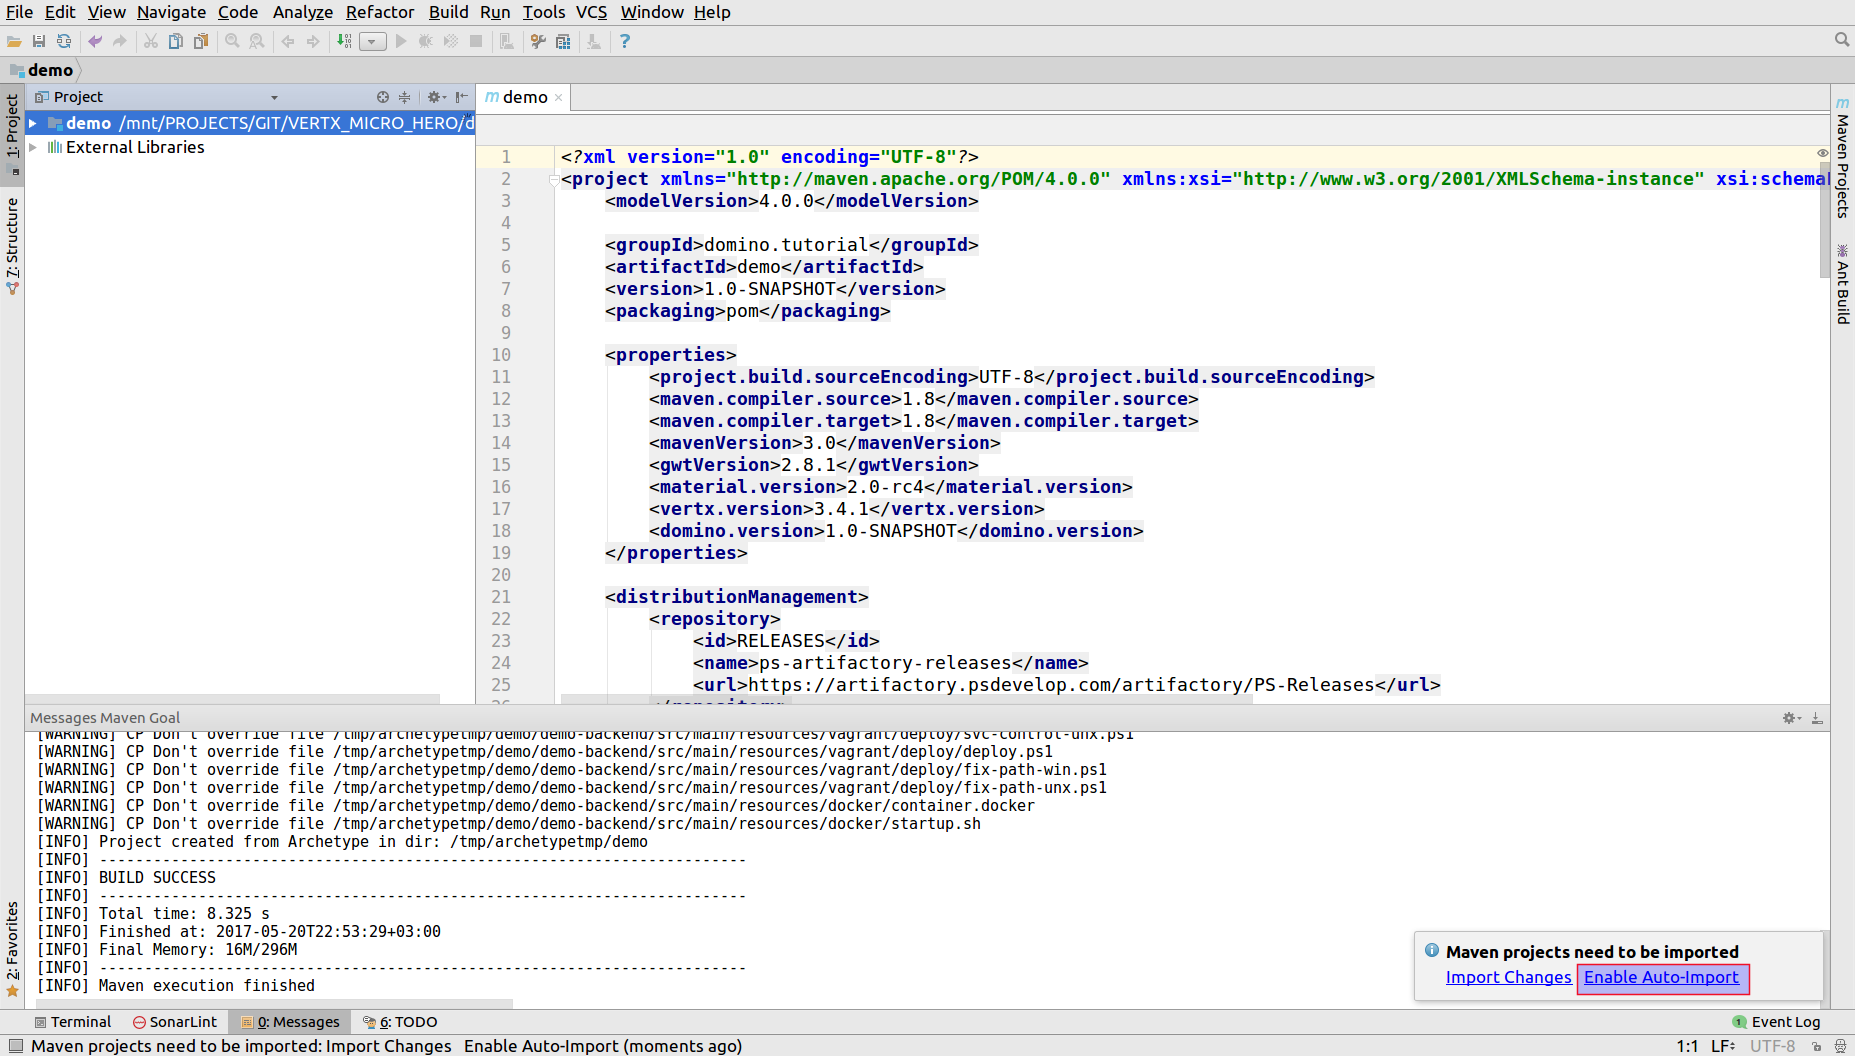 File Edit View Navigate Code Analyze Refactor Build Run Tools VCS Window Help
demo
Project
demo /mnt/PROJECTS/GIT/VERTX_MICRO_HERO/d
External Libraries
1: Project
7: Structure
2: Favorites
m demo
1 <?xml version="1.0" encoding="UTF-8"?>
2 <project xmlns="http://maven.apache.org/POM/4.0.0" xmlns:xsi="http://www.w3.org/2001/XMLSchema-instance" xsi:schemaL
3 <modelVersion>4.0.0</modelVersion>
4
5 <groupId>domino.tutorial</groupId>
6 <artifactId>demo</artifactId>
7 <version>1.0-SNAPSHOT</version>
8 <packaging>pom</packaging>
9
10 <properties>
11 <project.build.sourceEncoding>UTF-8</project.build.sourceEncoding>
12 <maven.compiler.source>1.8</maven.compiler.source>
13 <maven.compiler.target>1.8</maven.compiler.target>
14 <mavenVersion>3.0</mavenVersion>
15 <gwtVersion>2.8.1</gwtVersion>
16 <material.version>2.0-rc4</material.version>
17 <vertx.version>3.4.1</vertx.version>
18 <domino.version>1.0-SNAPSHOT</domino.version>
19 </properties>
20
21 <distributionManagement>
22 <repository>
23 <id>RELEASES</id>
24 <name>ps-artifactory-releases</name>
25 <url>https://artifactory.psdevelop.com/artifactory/PS-Releases</url>
26 </repository>
m Maven Projects
Ant Build
Messages Maven Goal
[WARNING] CP Don't override file /tmp/archetypetmp/demo/demo-backend/src/main/resources/vagrant/deploy/svc-control-unx.ps1
[WARNING] CP Don't override file /tmp/archetypetmp/demo/demo-backend/src/main/resources/vagrant/deploy/deploy.ps1
[WARNING] CP Don't override file /tmp/archetypetmp/demo/demo-backend/src/main/resources/vagrant/deploy/fix-path-win.ps1
[WARNING] CP Don't override file /tmp/archetypetmp/demo/demo-backend/src/main/resources/vagrant/deploy/fix-path-unx.ps1
[WARNING] CP Don't override file /tmp/archetypetmp/demo/demo-backend/src/main/resources/docker/container.docker
[WARNING] CP Don't override file /tmp/archetypetmp/demo/demo-backend/src/main/resources/docker/startup.sh
[INFO] Project created from Archetype in dir: /tmp/archetypetmp/demo
[INFO] ------------------------------------------------------------------------
[INFO] BUILD SUCCESS
[INFO] ------------------------------------------------------------------------
[INFO] Total time: 8.325 s
[INFO] Finished at: 2017-05-20T22:53:29+03:00
[INFO] Final Memory: 16M/296M
[INFO] ------------------------------------------------------------------------
[INFO] Maven execution finished
Maven projects need to be imported
Import Changes Enable Auto-Import
Terminal SonarLint 0: Messages 6: TODO 1 Event Log
Maven projects need to be imported: Import Changes Enable Auto-Import (moments ago) 1:1 LF UTF-8